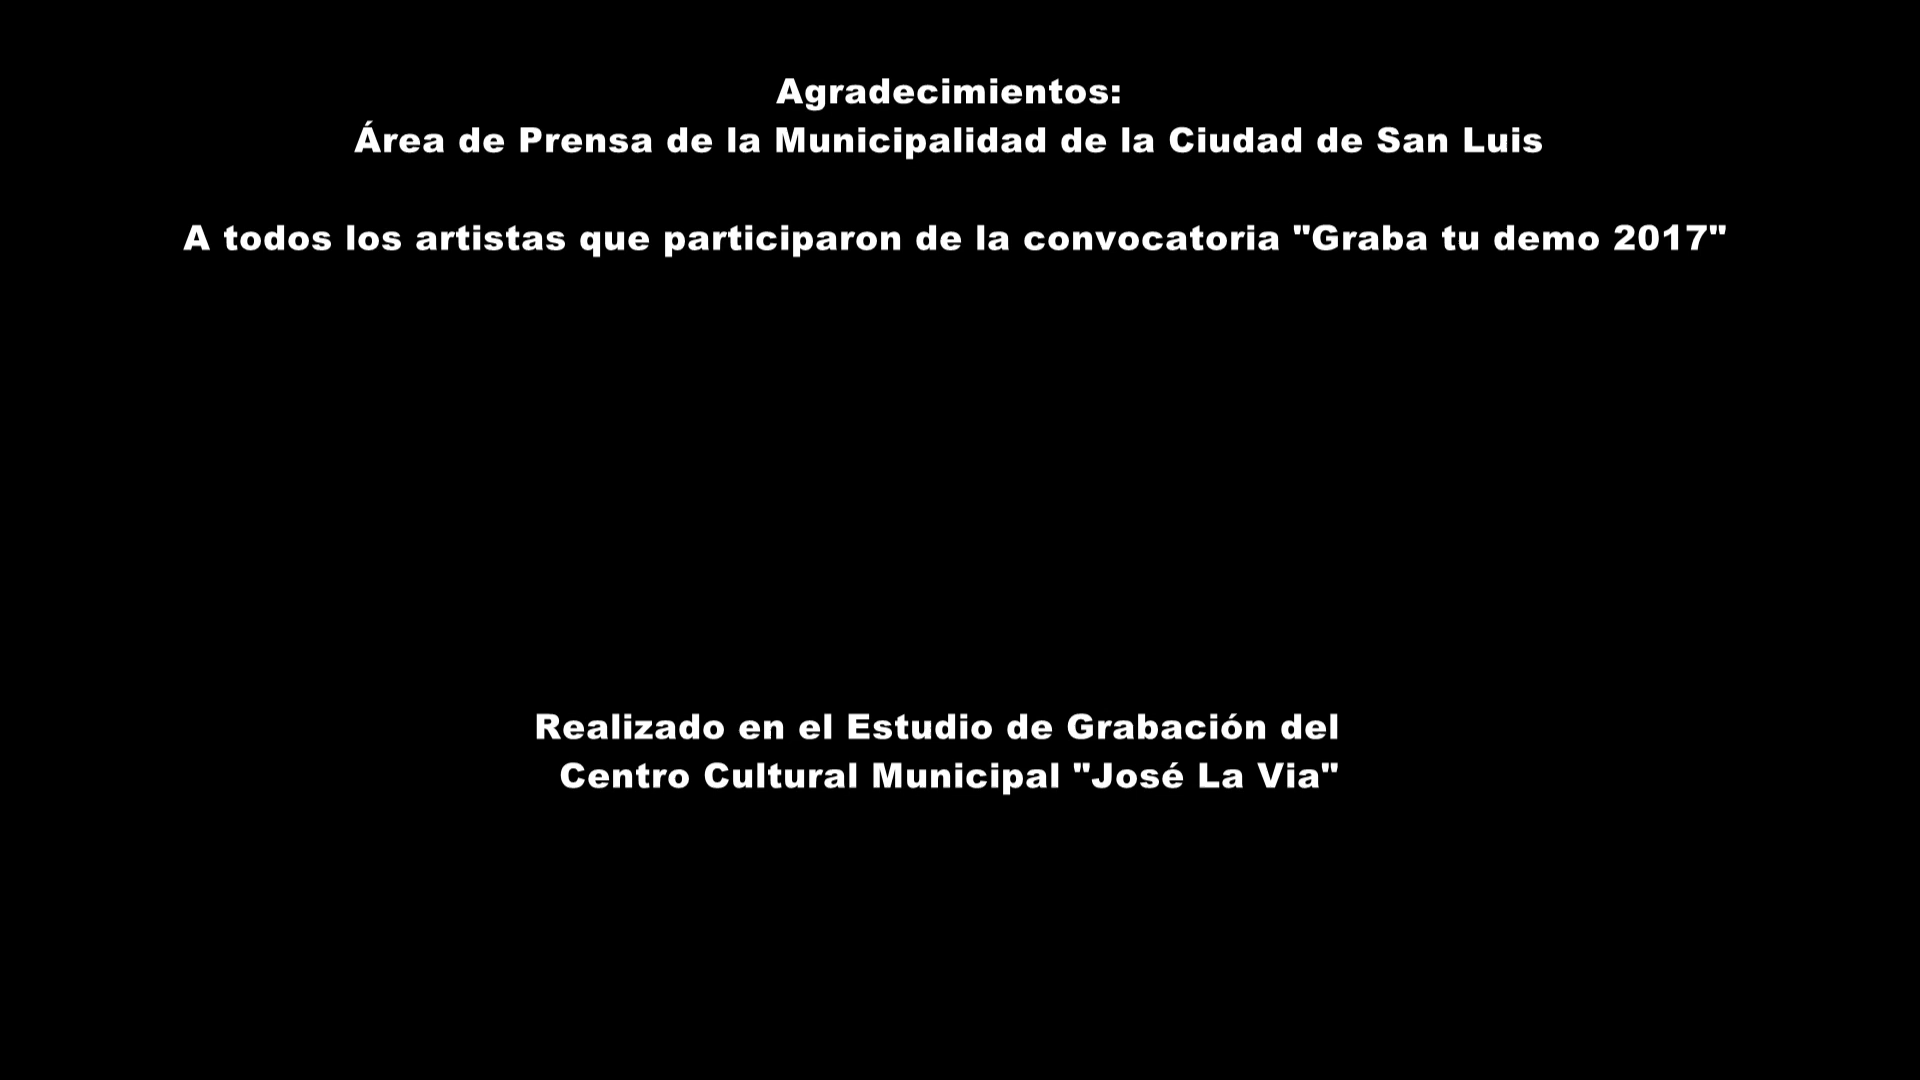 Agradecimientos:
Área de Prensa de la Municipalidad de la Ciudad de San Luis
A todos los artistas que participaron de la convocatoria "Graba tu demo 2017"
Realizado en el Estudio de Grabación del
Centro Cultural Municipal "José La Via"